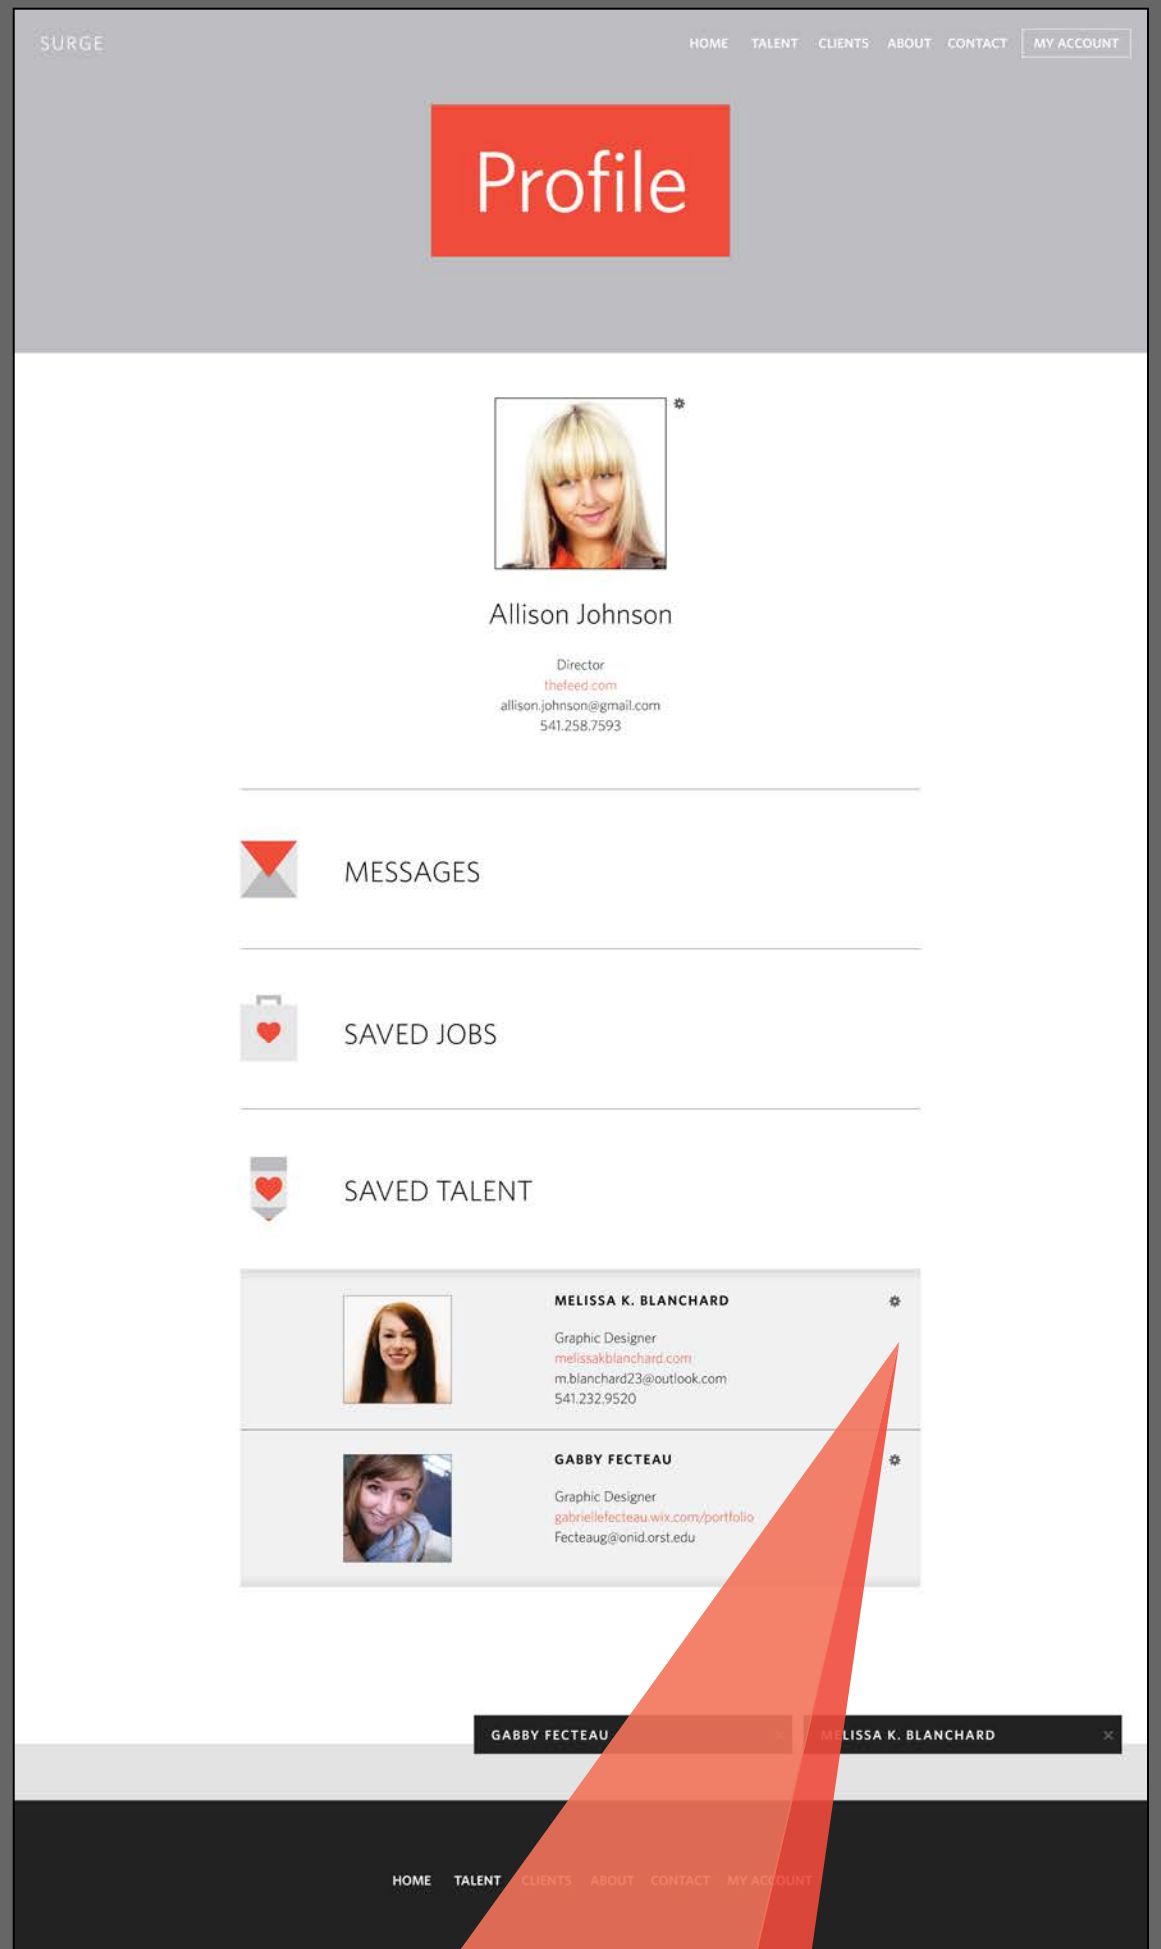 SURGE
HOME TALENT CLIENTS ABOUT CONTACT MY ACCOUNT
Profile
Allison Johnson
Director
thefeed.com
allison.johnson@gmail.com
541.258.7593
MESSAGES
SAVED JOBS
SAVED TALENT
MELISSA K. BLANCHARD
Graphic Designer
melissakblanchard.com
m.blanchard23@outlook.com
541.232.9520
GABBY FECTEAU
Graphic Designer
gabriellefecteau.wix.com/portfolio
Fecteaug@onid.orst.edu
GABBY FECTEAU × MELISSA K. BLANCHARD ×
HOME TALENT CLIENTS ABOUT CONTACT MY ACCOUNT